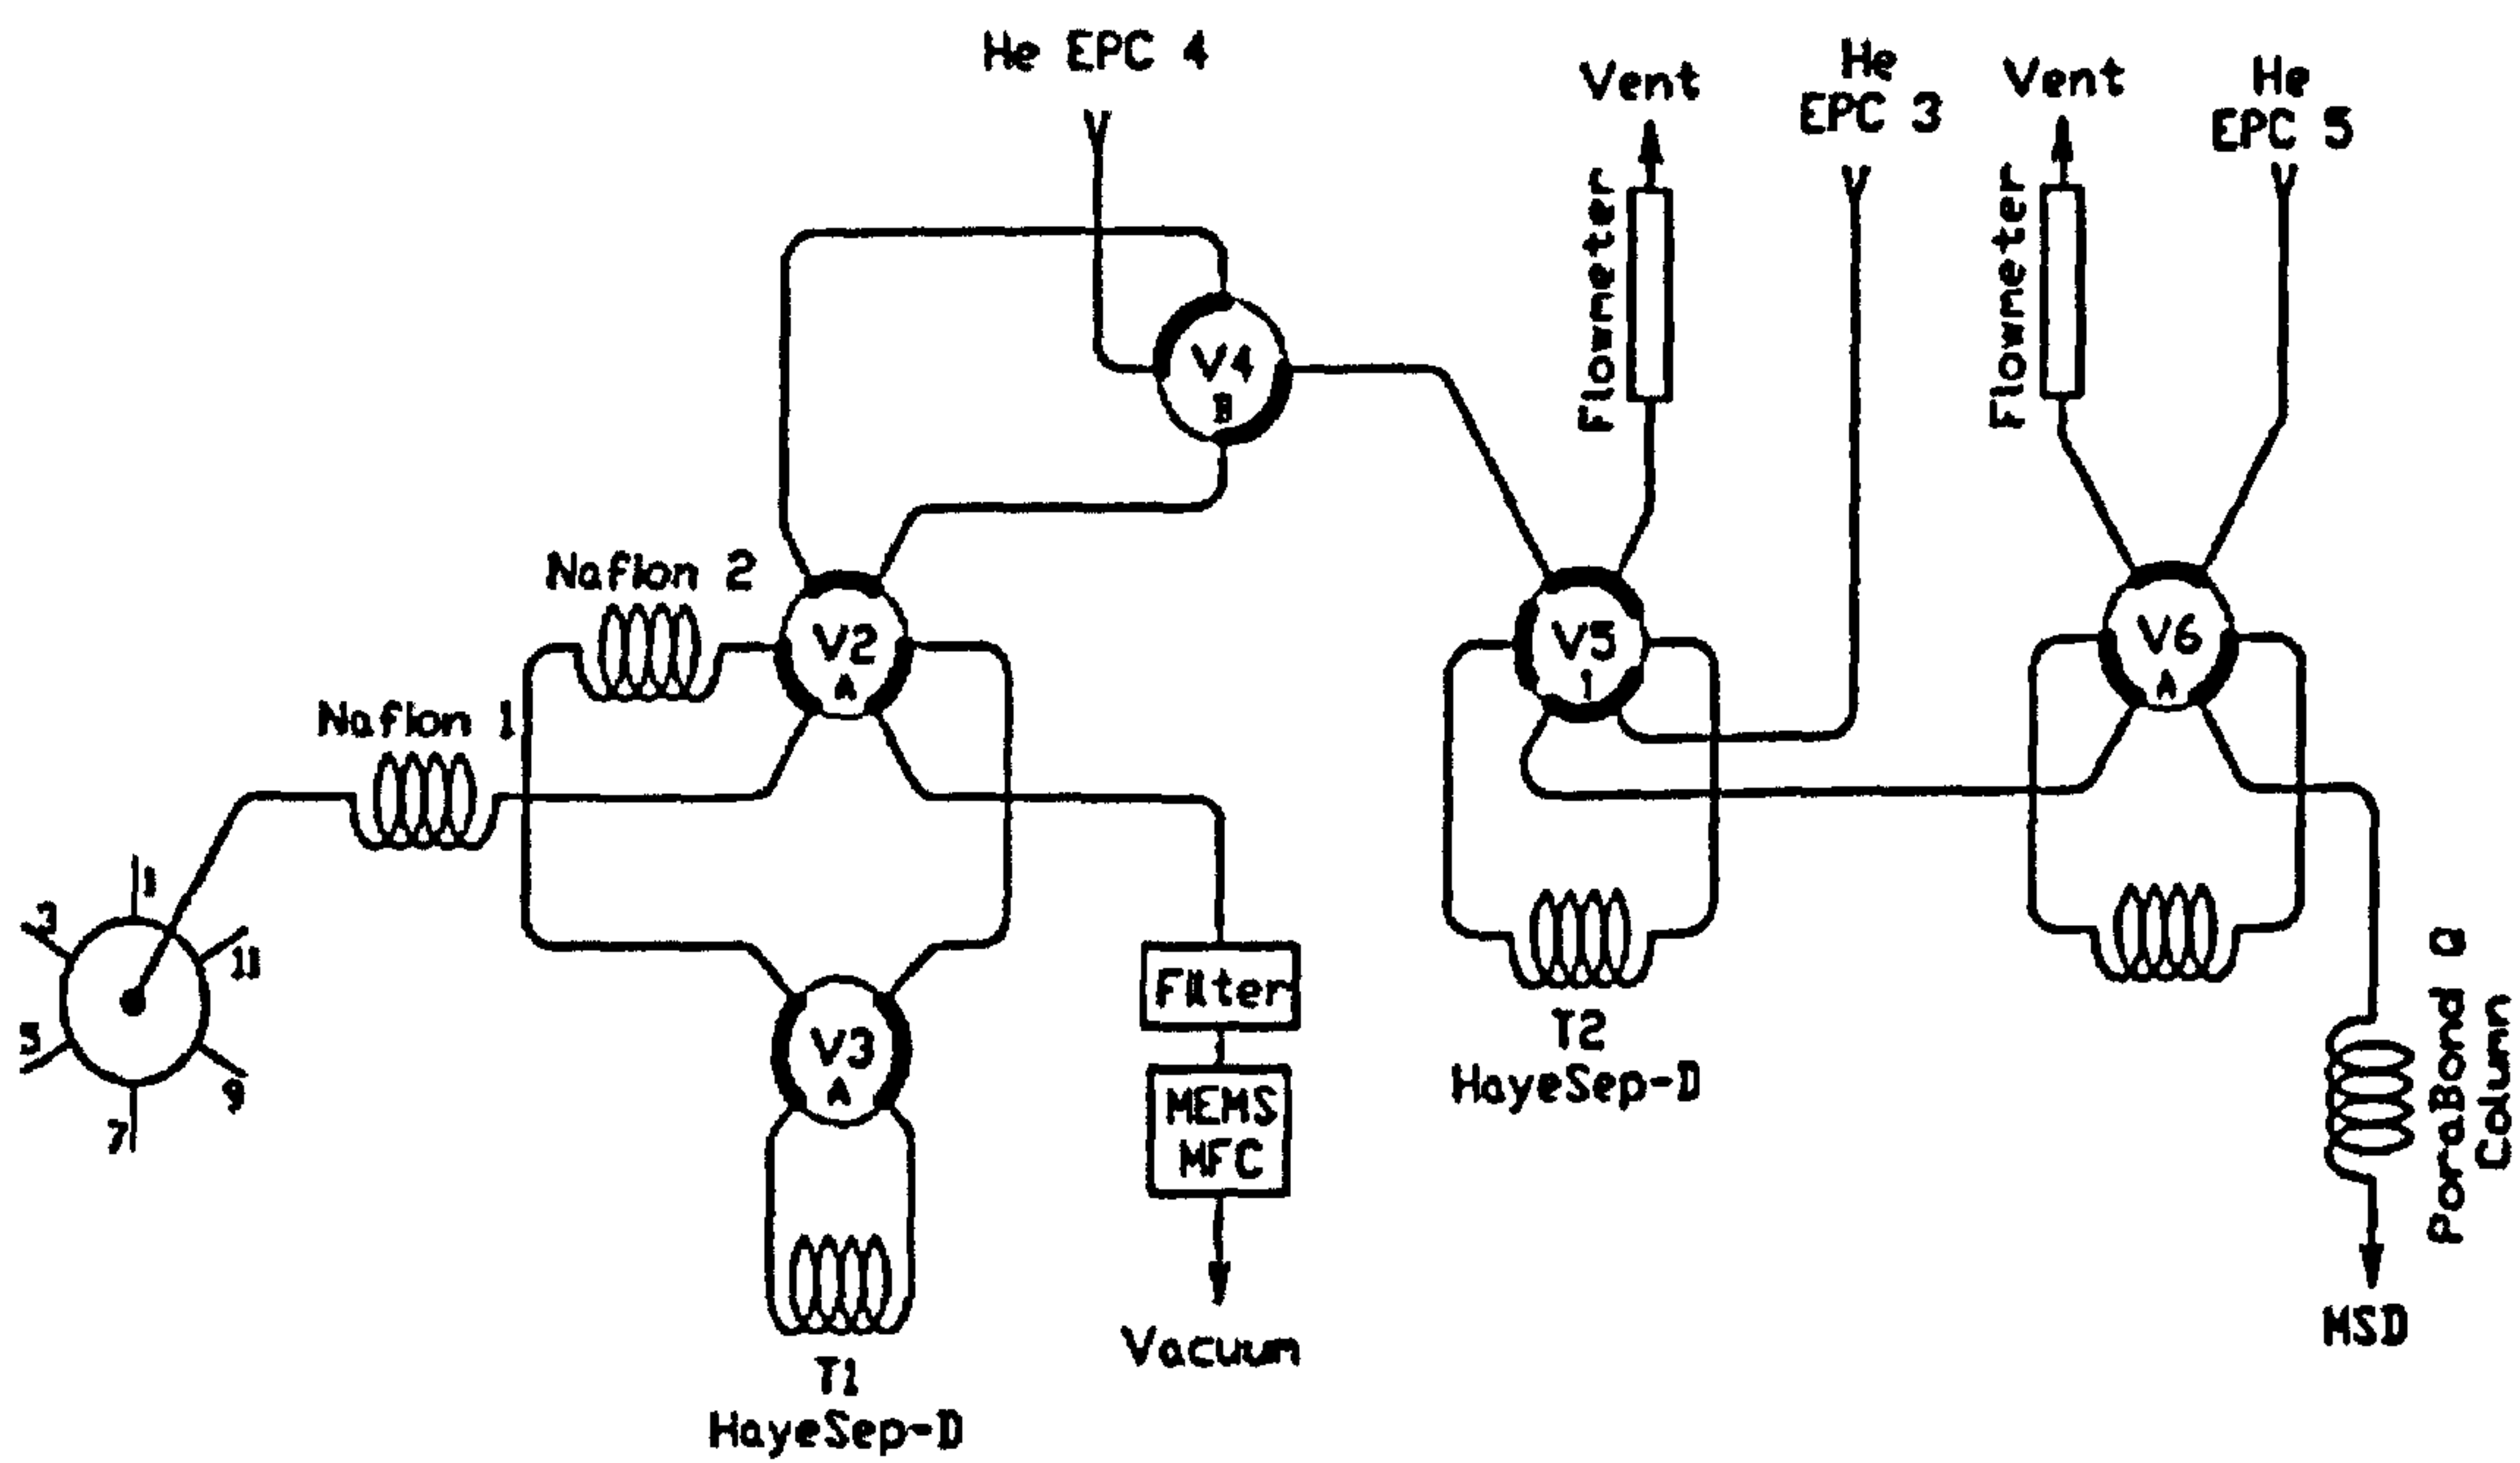 He EPC 4
Vent
He
EPC 3
Vent
He
EPC 5
Flowmeter
Flowmeter
V4
B
Nafion 2
V2
A
V5
1
V6
A
Nafion 1
1
3
11
5
9
7
V3
A
Filter
MEMS
MFC
Vacuum
T1
HayeSep-D
T2
HayeSep-D
PoraBond Q
Column
MSD